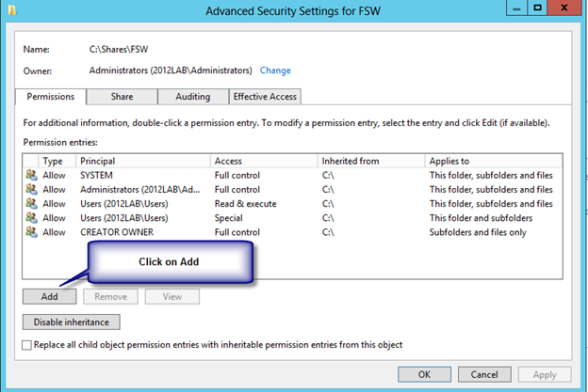 Advanced Security Settings for FSW
Name: C:\Shares\FSW
Owner: Administrators (2012LAB\Administrators) Change
Permissions Share Auditing Effective Access
For additional information, double-click a permission entry. To modify a permission entry, select the entry and click Edit (if available).
Permission entries:
Type Principal Access Inherited from Applies to
Allow SYSTEM Full control C:\ This folder, subfolders and files
Allow Administrators (2012LAB\Ad... Full control C:\ This folder, subfolders and files
Allow Users (2012LAB\Users) Read & execute C:\ This folder, subfolders and files
Allow Users (2012LAB\Users) Special C:\ This folder and subfolders
Allow CREATOR OWNER Full control C:\ Subfolders and files only
Click on Add
Add Remove View
Disable inheritance
Replace all child object permission entries with inheritable permission entries from this object
OK Cancel Apply